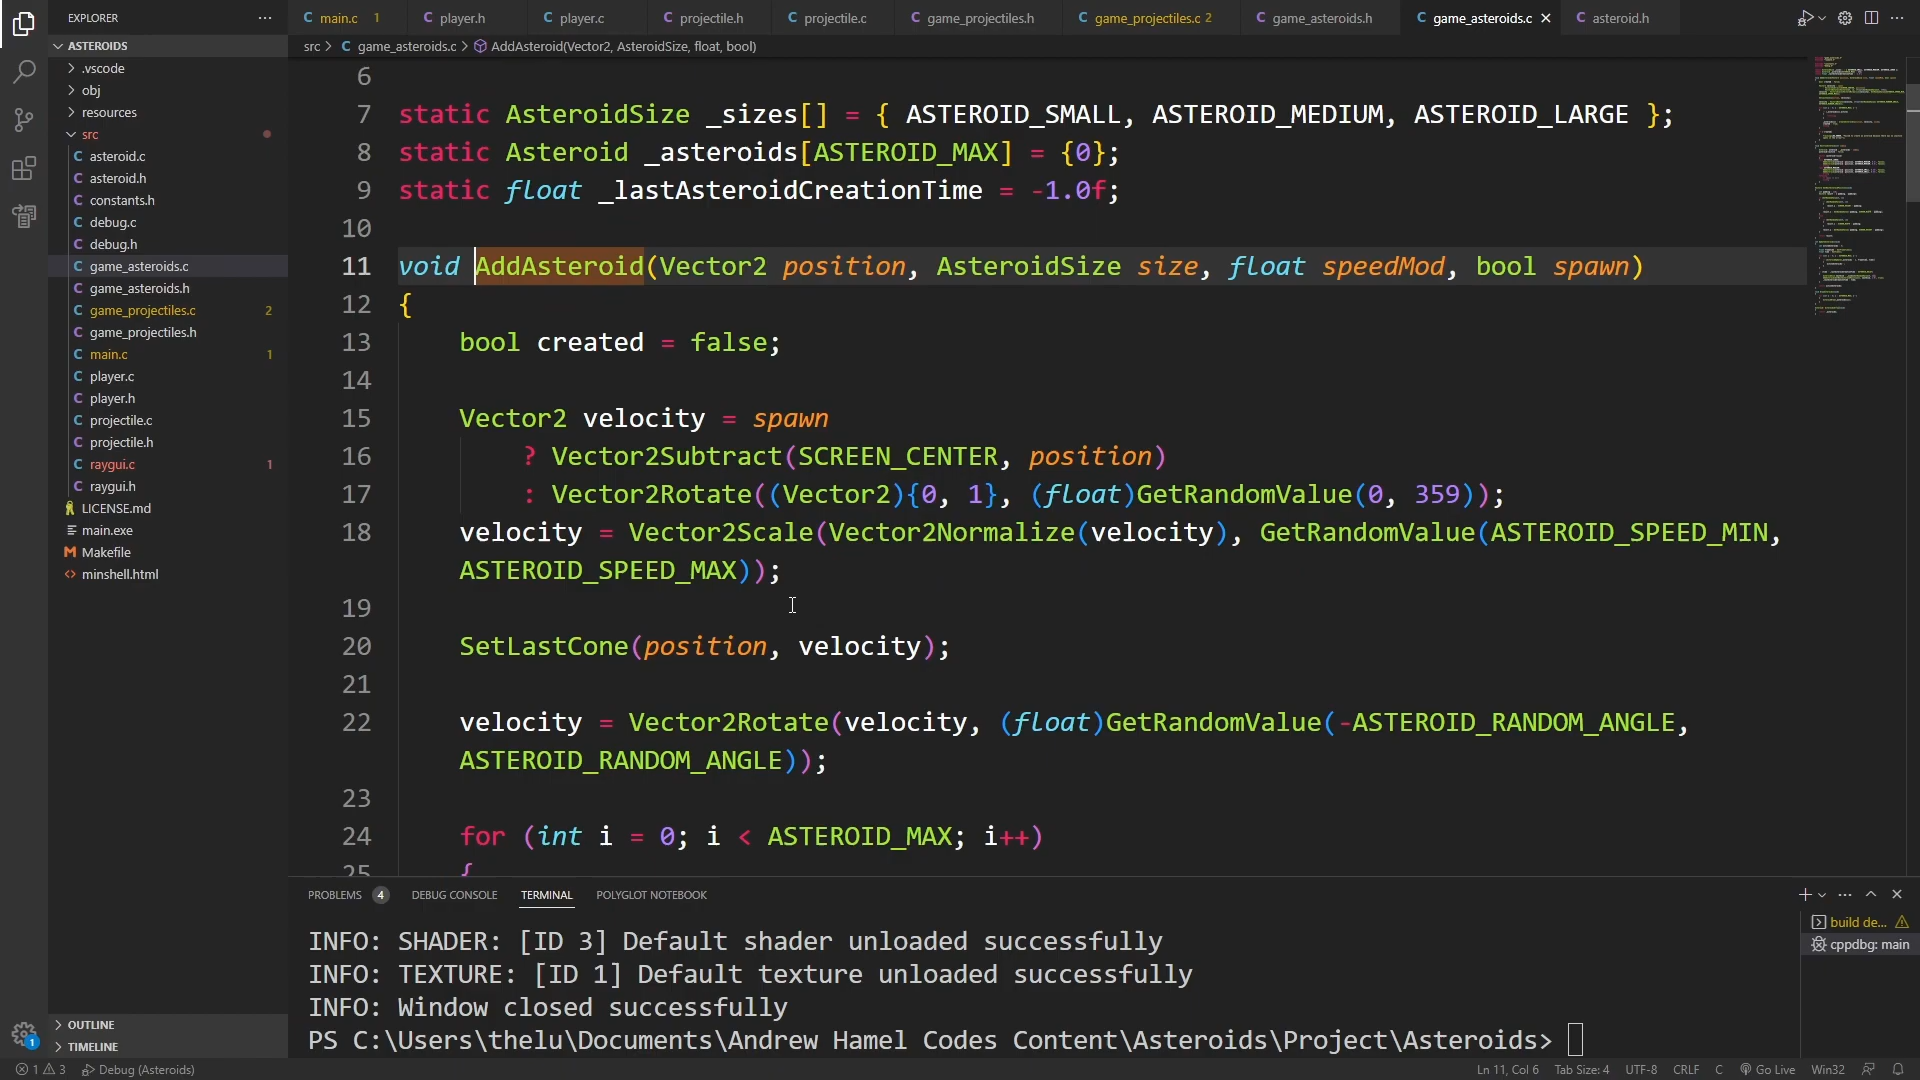 EXPLORER
main.c 1
player.h
player.c
projectile.h
projectile.c
game_projectiles.h
game_projectiles.c 2
game_asteroids.h
game_asteroids.c
asteroid.h
ASTEROIDS
src > game_asteroids.c > AddAsteroid(Vector2, AsteroidSize, float, bool)
.vscode
obj
resources
src
asteroid.c
asteroid.h
constants.h
debug.c
debug.h
game_asteroids.c
game_asteroids.h
game_projectiles.c 2
game_projectiles.h
main.c 1
player.c
player.h
projectile.c
projectile.h
raygui.c 1
raygui.h
LICENSE.md
main.exe
Makefile
minshell.html
OUTLINE
TIMELINE
6
7 static AsteroidSize _sizes[] = { ASTEROID_SMALL, ASTEROID_MEDIUM, ASTEROID_LARGE };
8 static Asteroid _asteroids[ASTEROID_MAX] = {0};
9 static float _lastAsteroidCreationTime = -1.0f;
10
11 void AddAsteroid(Vector2 position, AsteroidSize size, float speedMod, bool spawn)
12 {
13 bool created = false;
14
15 Vector2 velocity = spawn
16 ? Vector2Subtract(SCREEN_CENTER, position)
17 : Vector2Rotate((Vector2){0, 1}, (float)GetRandomValue(0, 359));
18 velocity = Vector2Scale(Vector2Normalize(velocity), GetRandomValue(ASTEROID_SPEED_MIN,
ASTEROID_SPEED_MAX));
19
20 SetLastCone(position, velocity);
21
22 velocity = Vector2Rotate(velocity, (float)GetRandomValue(-ASTEROID_RANDOM_ANGLE,
ASTEROID_RANDOM_ANGLE));
23
24 for (int i = 0; i < ASTEROID_MAX; i++)
25 {
PROBLEMS 4 DEBUG CONSOLE TERMINAL POLYGLOT NOTEBOOK
INFO: SHADER: [ID 3] Default shader unloaded successfully
INFO: TEXTURE: [ID 1] Default texture unloaded successfully
INFO: Window closed successfully
PS C:\Users\thelu\Documents\Andrew Hamel Codes Content\Asteroids\Project\Asteroids>
build de...
cppdbg: main
1
1 3 Debug (Asteroids)
Ln 11, Col 6 Tab Size: 4 UTF-8 CRLF C Go Live Win32